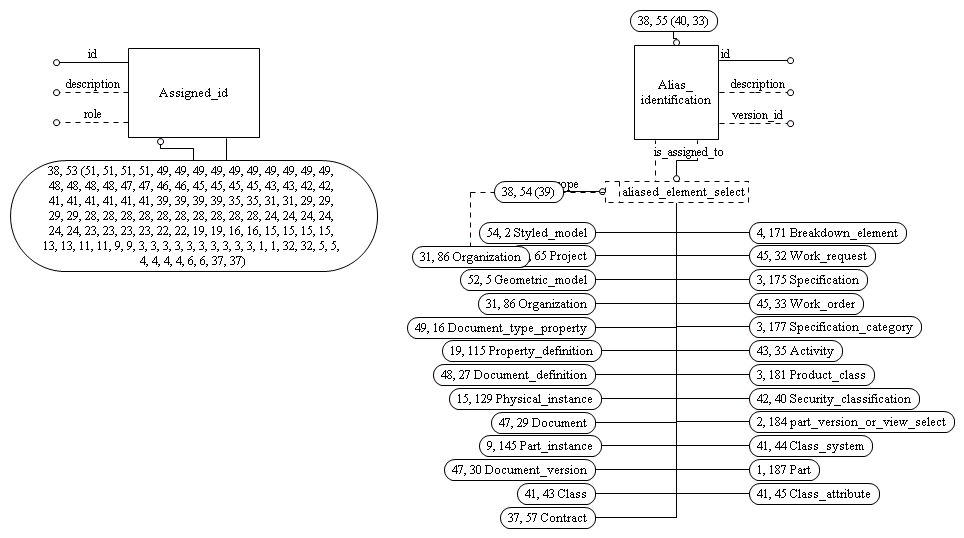 38, 55 (40, 33)
id
description
role
Assigned_id
id
description
version_id
Alias_
identification
is_assigned_to
38, 53 (51, 51, 51, 51, 49, 49, 49, 49, 49, 49, 49, 49, 49, 49,
48, 48, 48, 48, 47, 47, 46, 46, 45, 45, 45, 45, 43, 43, 42, 42,
41, 41, 41, 41, 41, 41, 39, 39, 39, 39, 35, 35, 31, 31, 29, 29,
29, 29, 28, 28, 28, 28, 28, 28, 28, 28, 28, 28, 24, 24, 24, 24,
24, 24, 23, 23, 23, 23, 22, 22, 19, 19, 16, 16, 15, 15, 15, 15,
13, 13, 11, 11, 9, 9, 3, 3, 3, 3, 3, 3, 3, 3, 3, 3, 1, 1, 32, 32, 5, 5,
4, 4, 4, 4, 6, 6, 37, 37)
38, 54 (39)
ope
aliased_element_select
54, 2 Styled_model
4, 171 Breakdown_element
31, 86 Organization
, 65 Project
45, 32 Work_request
52, 5 Geometric_model
3, 175 Specification
31, 86 Organization
45, 33 Work_order
49, 16 Document_type_property
3, 177 Specification_category
19, 115 Property_definition
43, 35 Activity
48, 27 Document_definition
3, 181 Product_class
15, 129 Physical_instance
42, 40 Security_classification
47, 29 Document
2, 184 part_version_or_view_select
9, 145 Part_instance
41, 44 Class_system
47, 30 Document_version
1, 187 Part
41, 43 Class
41, 45 Class_attribute
37, 57 Contract